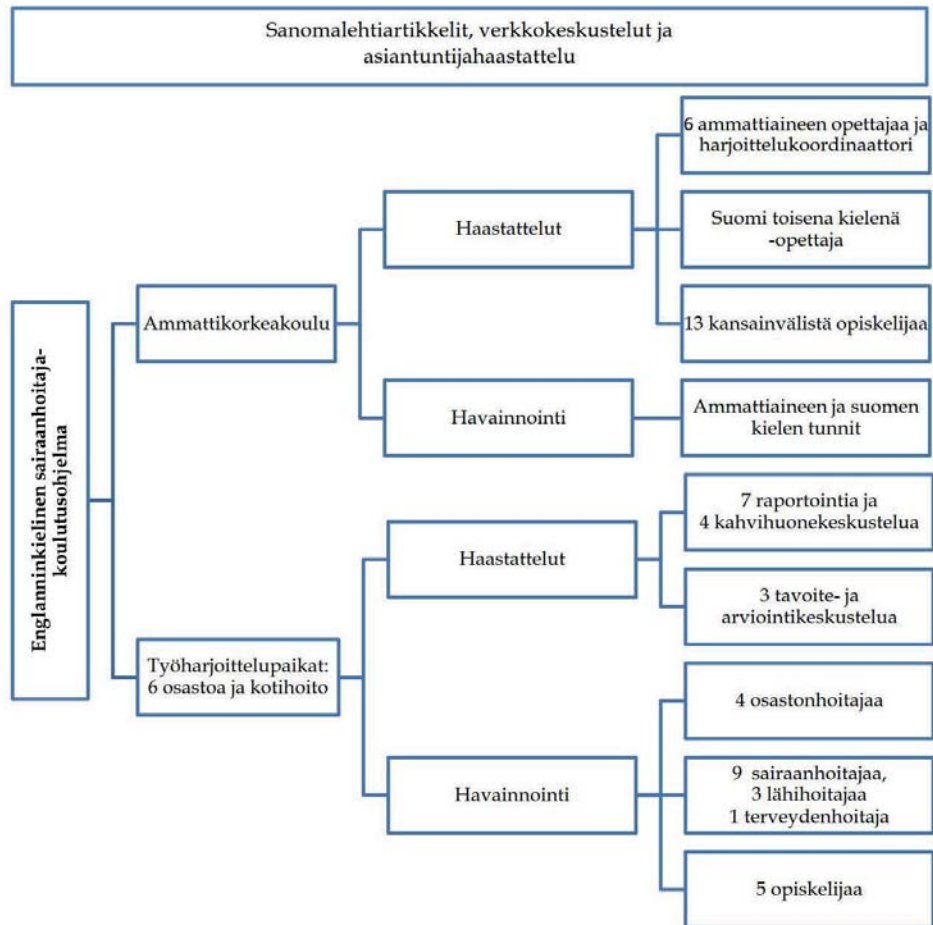 Sanomalehtiartikkelit, verkkokeskustelut ja
asiantuntijahaastattelu
Englanninkielinen sairaanhoitaja-
koulutusohjelma
Ammattikorkeakoulu
Haastattelut
6 ammattiaineen opettajaa ja
harjoittelukoordinaattori
Suomi toisena kielenä
-opettaja
13 kansainvälistä opiskelijaa
Havainnointi
Ammattiaineen ja suomen
kielen tunnit
Työharjoittelupaikat:
6 osastoa ja kotihoito
Haastattelut
7 raportointia ja
4 kahvihuonekeskustelua
3 tavoite- ja
arviointikeskustelua
Havainnointi
4 osastonhoitajaa
9 sairaanhoitajaa,
3 lähihoitajaa
1 terveydenhoitaja
5 opiskelijaa